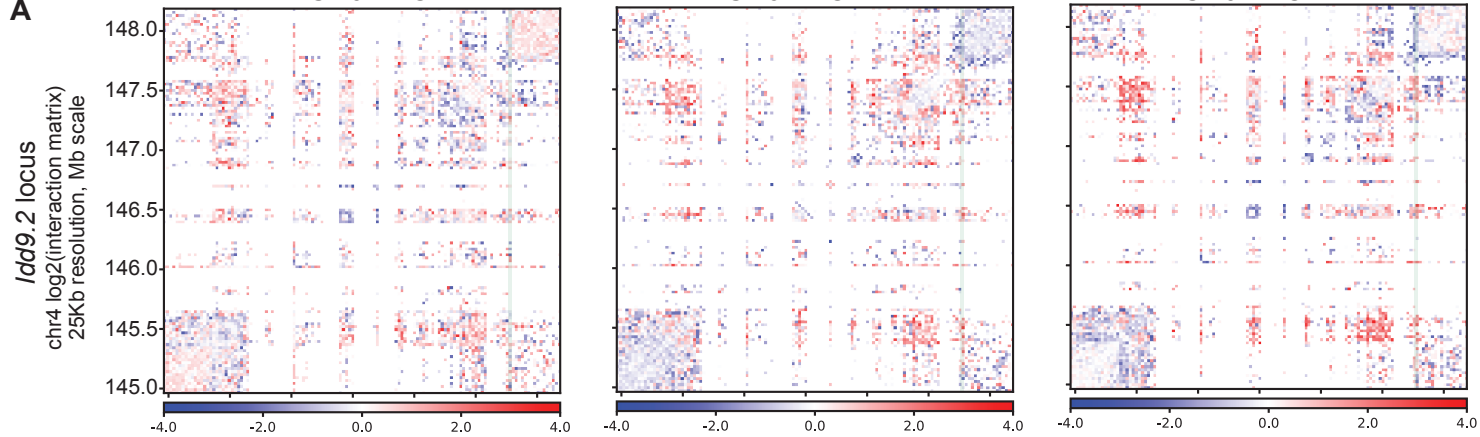 A
Idd9.2 locus
chr4 log2(interaction matrix)
25Kb resolution, Mb scale
148.0
147.5
147.0
146.5
146.0
145.5
145.0
-4.0 -2.0 0.0 2.0 4.0
-4.0 -2.0 0.0 2.0 4.0
-4.0 -2.0 0.0 2.0 4.0